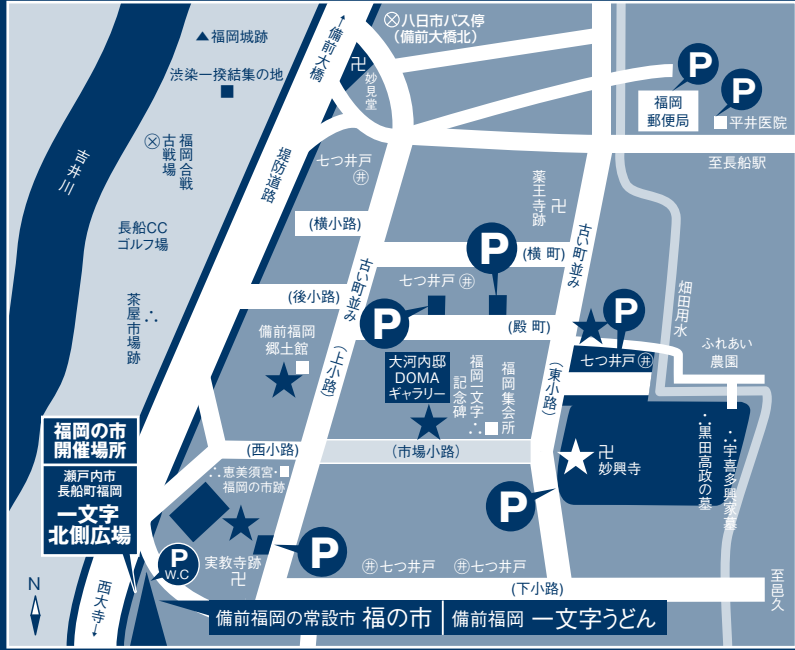 八日市バス停
(備前大橋北)
←備前大橋
▲福岡城跡
渋染一揆結集の地
卍妙見堂
P
P
福岡
郵便局
平井医院
至長船駅
福岡合戦
古戦場
吉井川
堤防道路
七つ井戸
井
薬王寺跡
卍
長船CC
ゴルフ場
(横小路)
古い町並み
P
(横町)
古い町並み
畑田用水
七つ井戸 井
(後小路)
P
(殿町)
P
ふれあい
農園
茶屋市場跡
備前福岡
郷土館
(上小路)
大河内邸
DOMA
ギャラリー
福岡一文字
記念碑
福岡集会所
(東小路)
七つ井戸 井
∴黒田高政の墓
∴宇喜多興家墓
福岡の市
開催場所
瀬戸内市
長船町福岡
一文字
北側広場
(西小路)
(市場小路)
卍
妙興寺
∴恵美須宮・
福岡の市跡
P
P
P
W.C
実教寺跡
卍
井七つ井戸
井七つ井戸
(下小路)
至邑久
N
西大寺→
備前福岡の常設市 福の市
備前福岡 一文字うどん